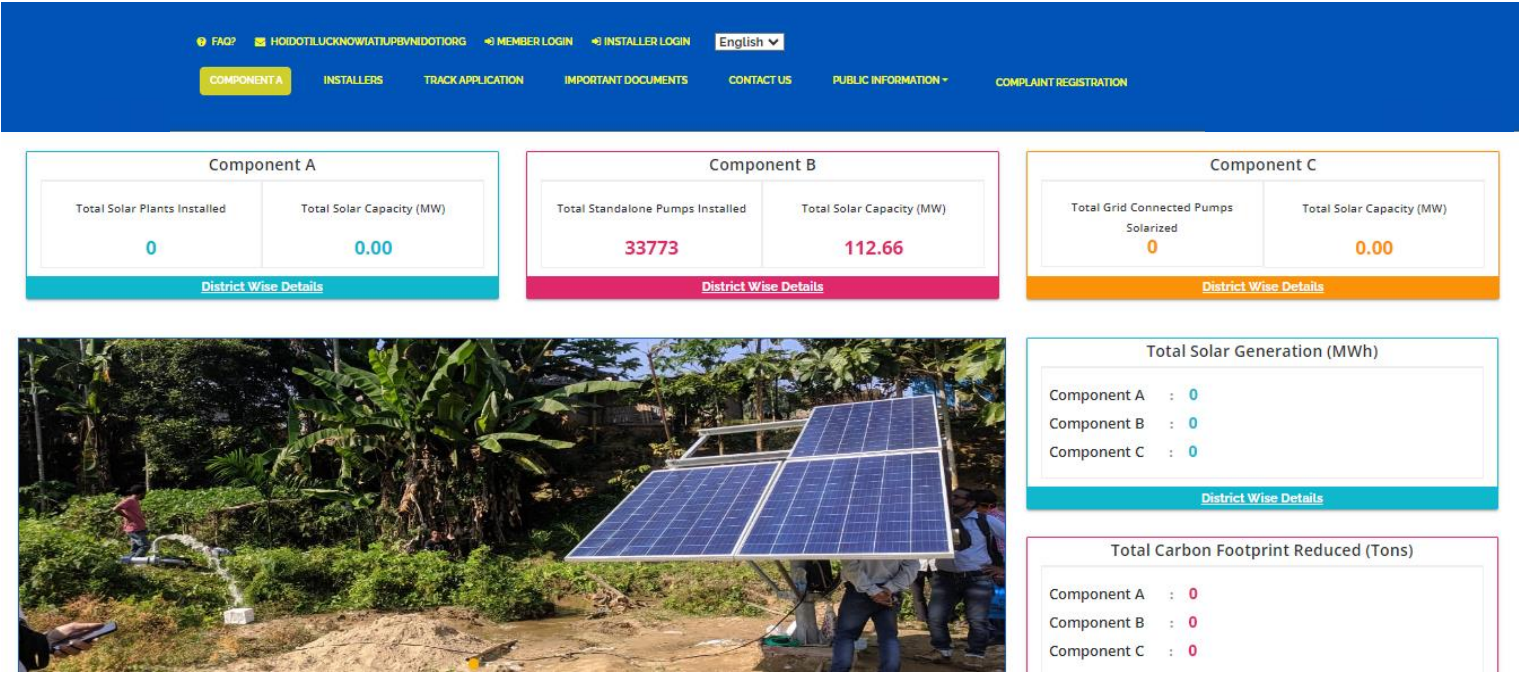 FAQ?
HOIDOTILUCKNOWIATIUPBVNIDOTIORG
MEMBER LOGIN
INSTALLER LOGIN
English
COMPONENT A
INSTALLERS
TRACK APPLICATION
IMPORTANT DOCUMENTS
CONTACT US
PUBLIC INFORMATION
COMPLAINT REGISTRATION
Component A
Total Solar Plants Installed
0
Total Solar Capacity (MW)
0.00
District Wise Details
Component B
Total Standalone Pumps Installed
33773
Total Solar Capacity (MW)
112.66
District Wise Details
Component C
Total Grid Connected Pumps
Solarized
0
Total Solar Capacity (MW)
0.00
District Wise Details
Total Solar Generation (MWh)
Component A : 0
Component B : 0
Component C : 0
District Wise Details
Total Carbon Footprint Reduced (Tons)
Component A : 0
Component B : 0
Component C : 0